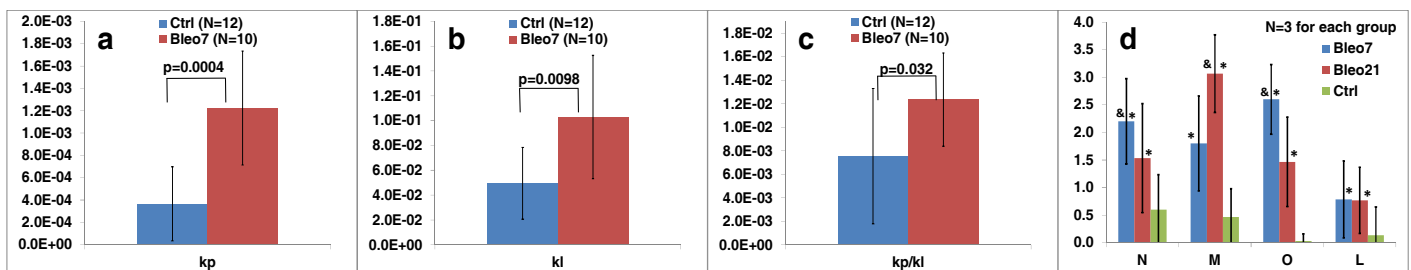 a
Ctrl (N=12)
Bleo7 (N=10)
p=0.0004
2.0E-03
1.8E-03
1.6E-03
1.4E-03
1.2E-03
1.0E-03
8.0E-04
6.0E-04
4.0E-04
2.0E-04
0.0E+00
kp
b
Ctrl (N=12)
Bleo7 (N=10)
p=0.0098
2.0E-01
1.8E-01
1.6E-01
1.4E-01
1.2E-01
1.0E-01
8.0E-02
6.0E-02
4.0E-02
2.0E-02
0.0E+00
kl
c
Ctrl (N=12)
Bleo7 (N=10)
p=0.032
2.0E-02
1.8E-02
1.6E-02
1.4E-02
1.2E-02
1.0E-02
8.0E-03
6.0E-03
4.0E-03
2.0E-03
0.0E+00
kp/kl
d
N=3 for each group
Bleo7
Bleo21
Ctrl
4.0
3.5
3.0
2.5
2.0
1.5
1.0
0.5
0.0
& * *
* & *
& * *
* *
N M O L